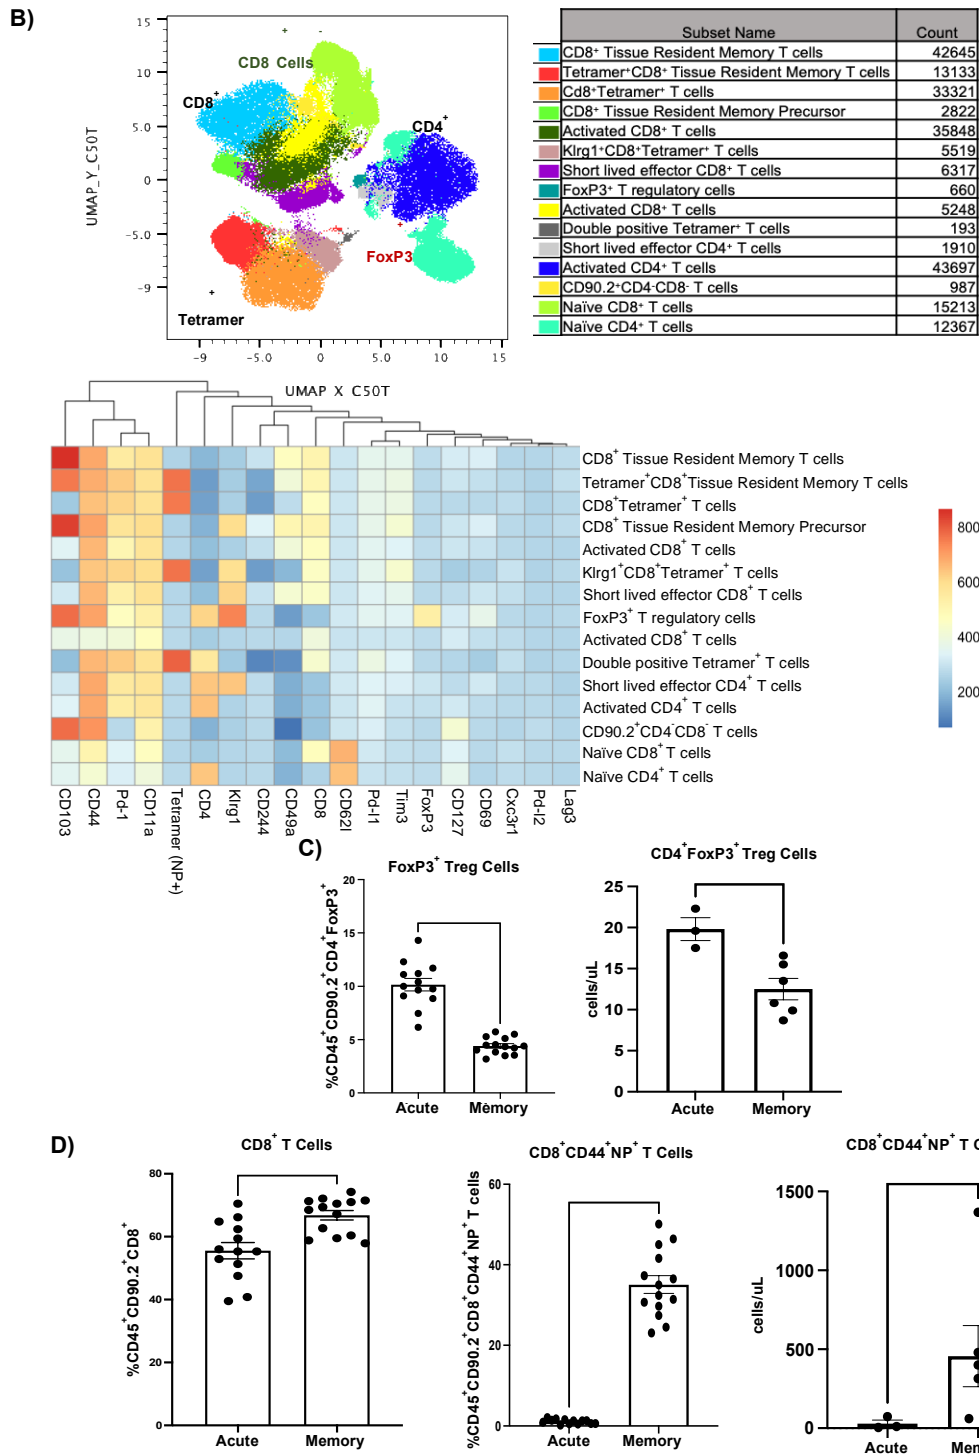 B)
15
10
5.0
0
-5.0
-9
UMAP_Y_C50T
CD8 Cells
CD8+
CD4+
FoxP3
Tetramer
-9
-5.0
0
5.0
10
15
UMAP X C50T
Subset Name Count
CD8+ Tissue Resident Memory T cells 42645
Tetramer+CD8+ Tissue Resident Memory T cells 13133
Cd8+Tetramer+ T cells 33321
CD8+ Tissue Resident Memory Precursor 2822
Activated CD8+ T cells 35848
Klrg1+CD8+Tetramer+ T cells 5519
Short lived effector CD8+ T cells 6317
FoxP3+ T regulatory cells 660
Activated CD8+ T cells 5248
Double positive Tetramer+ T cells 193
Short lived effector CD4+ T cells 1910
Activated CD4+ T cells 43697
CD90.2+CD4-CD8- T cells 987
Naïve CD8+ T cells 15213
Naïve CD4+ T cells 12367
CD8+ Tissue Resident Memory T cells
Tetramer+CD8+Tissue Resident Memory T cells
CD8+Tetramer+ T cells
CD8+ Tissue Resident Memory Precursor
Activated CD8+ T cells
Klrg1+CD8+Tetramer+ T cells
Short lived effector CD8+ T cells
FoxP3+ T regulatory cells
Activated CD8+ T cells
Double positive Tetramer+ T cells
Short lived effector CD4+ T cells
Activated CD4+ T cells
CD90.2+CD4-CD8- T cells
Naïve CD8+ T cells
Naïve CD4+ T cells
800
600
400
200
CD103
CD44
Pd-1
CD11a
Tetramer (NP+)
CD4
Klrg1
CD244
CD49a
CD8
CD62l
Pd-l1
Tim3
FoxP3
CD127
CD69
Cxc3r1
Pd-l2
Lag3
C)
FoxP3+ Treg Cells
%CD45+CD90.2+CD4+FoxP3+
20
15
10
5
0
Acute Memory
CD4+FoxP3+ Treg Cells
cells/uL
25
20
15
10
5
0
Acute Memory
D)
CD8+ T Cells
%CD45+CD90.2+CD8+
80
60
40
20
0
Acute Memory
CD8+CD44+NP+ T Cells
%CD45+CD90.2+CD8+CD44+NP+ T cells
60
40
20
0
Acute Memory
CD8+CD44+NP+ T C
cells/uL
1500
1000
500
0
Acute Mem